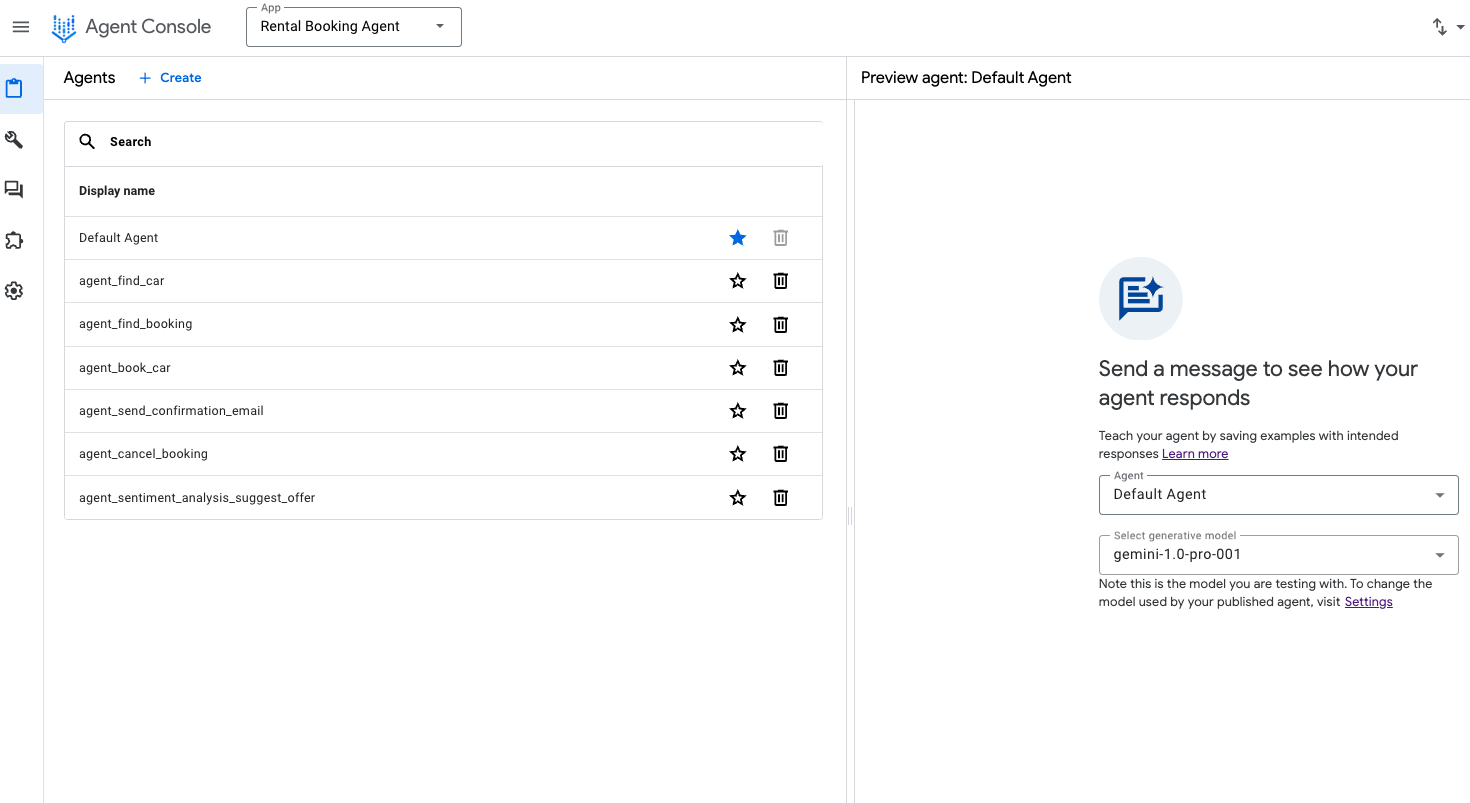 Agent Console
App
Rental Booking Agent
Agents
Create
Preview agent: Default Agent
Search
Display name
Default Agent
agent_find_car
agent_find_booking
agent_book_car
agent_send_confirmation_email
agent_cancel_booking
agent_sentiment_analysis_suggest_offer
Send a message to see how your
agent responds
Teach your agent by saving examples with intended
responses Learn more
Agent
Default Agent
Select generative model
gemini-1.0-pro-001
Note this is the model you are testing with. To change the
model used by your published agent, visit Settings